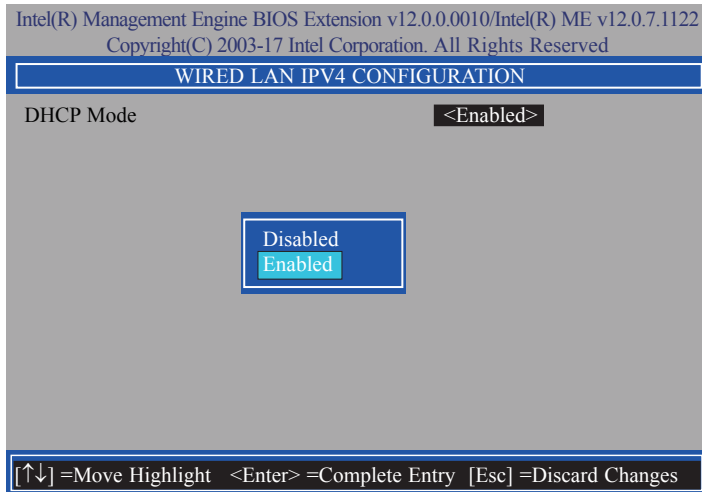 Intel(R) Management Engine BIOS Extension v12.0.0.0010/Intel(R) ME v12.0.7.1122
Copyright(C) 2003-17 Intel Corporation. All Rights Reserved
WIRED LAN IPV4 CONFIGURATION
DHCP Mode <Enabled>
Disabled
Enabled
[↑↓] =Move Highlight <Enter> =Complete Entry [Esc] =Discard Changes